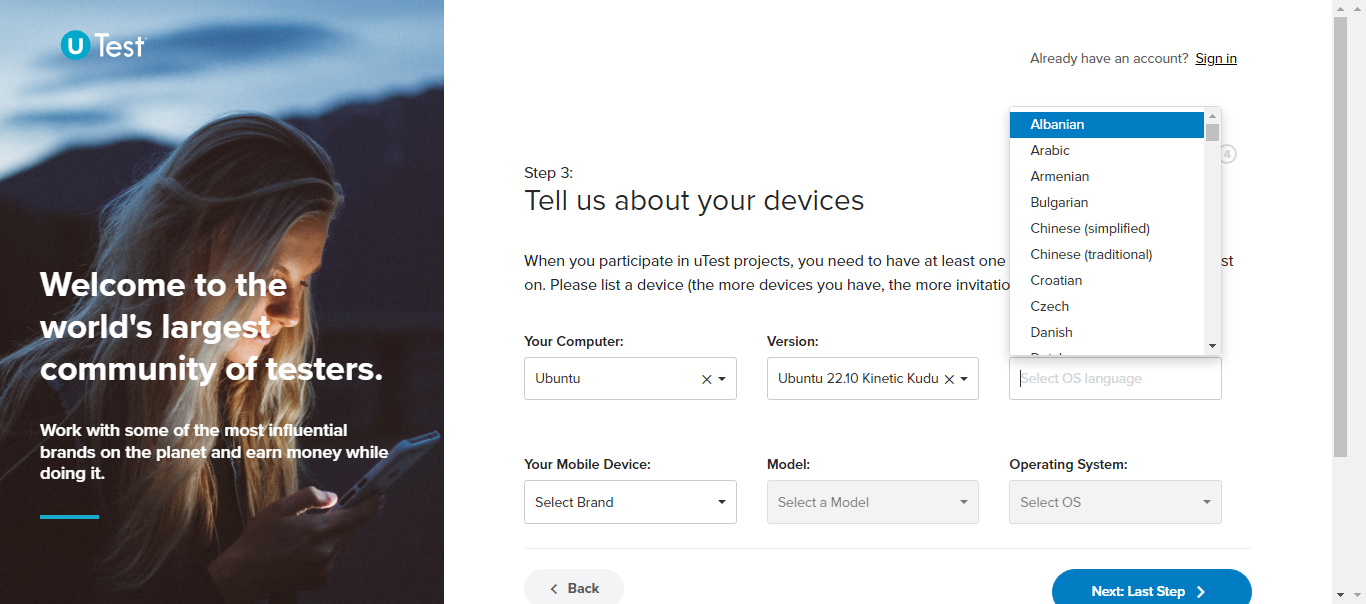 U Test
Already have an account? Sign in
Welcome to the
world's largest
community of testers.
Work with some of the most influential
brands on the planet and earn money while
doing it.
4
Step 3:
Tell us about your devices
When you participate in uTest projects, you need to have at least one st
on. Please list a device (the more devices you have, the more invitatio
Albanian
Arabic
Armenian
Bulgarian
Chinese (simplified)
Chinese (traditional)
Croatian
Czech
Danish
Your Computer: Version:
Ubuntu Ubuntu 22.10 Kinetic Kudu Select OS language
Your Mobile Device: Model: Operating System:
Select Brand Select a Model Select OS
Back Next: Last Step